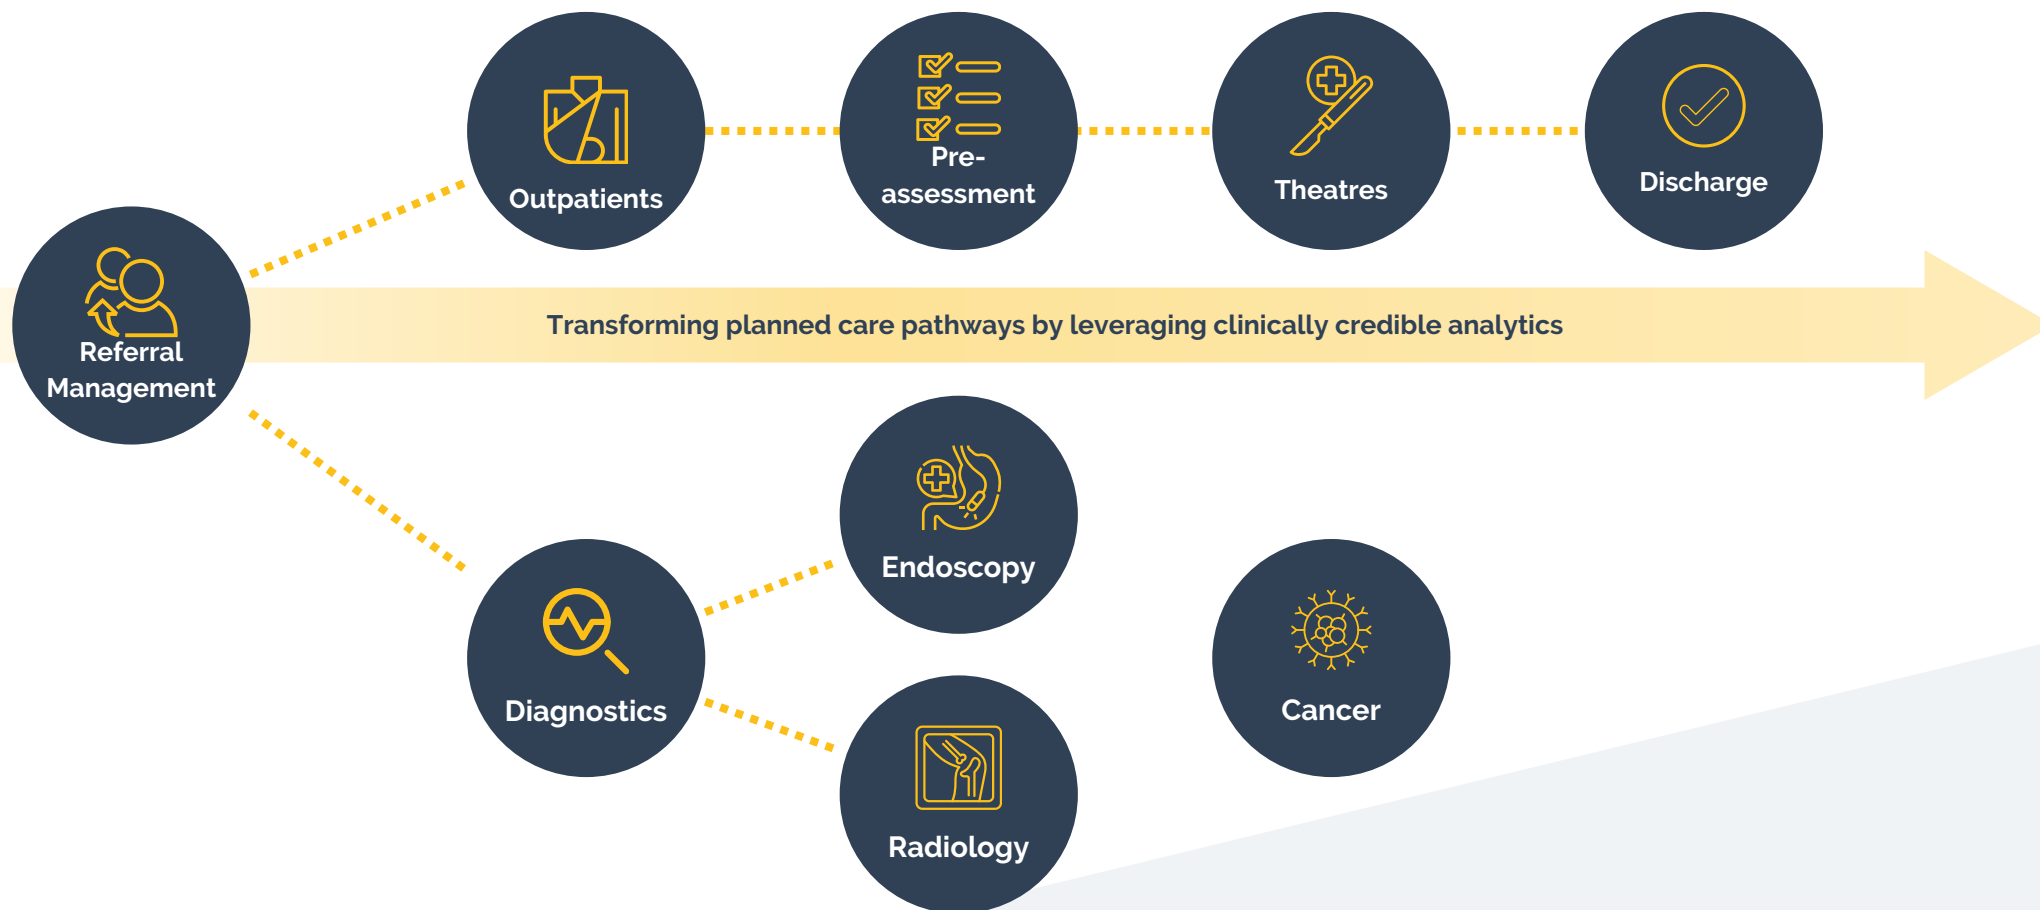 Outpatients
Pre-
assessment
Theatres
Discharge
Referral
Management
Transforming planned care pathways by leveraging clinically credible analytics
Endoscopy
Diagnostics
Cancer
Radiology